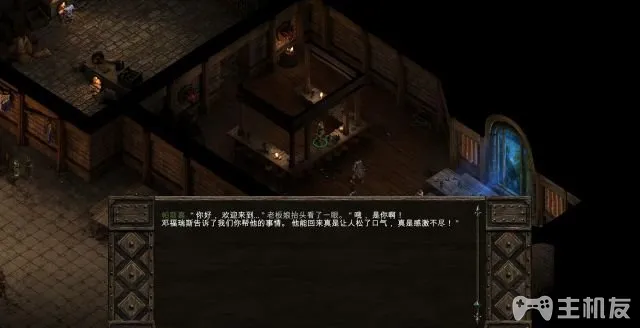 "你好，欢迎来到…"老板娘抬头看了一眼。"噢，是你啊！
邓福瑞斯告诉了我们你帮他的事情。他能回来真是让人松了口气，真是感激不尽！"
主机友